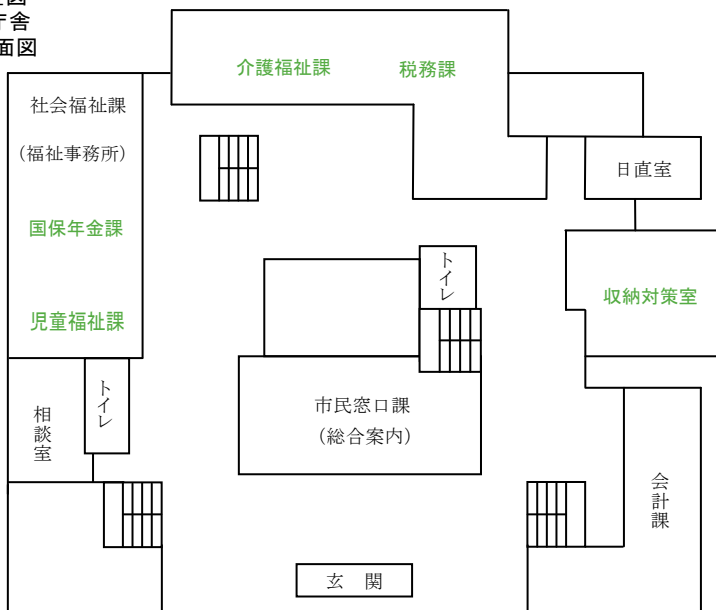 庁舎
面図
介護福祉課
税務課
社会福祉課
(福祉事務所)
日直室
国保年金課
トイレ
収納対策室
児童福祉課
トイレ
相談室
市民窓口課
(総合案内)
会計課
玄 関